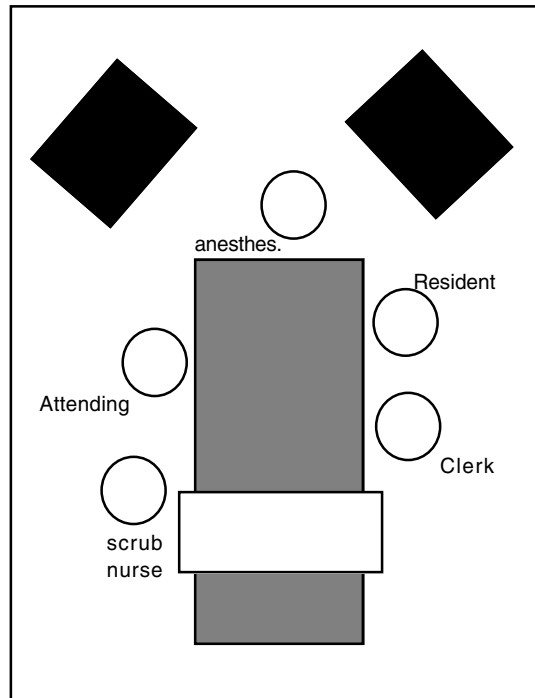 anesthes.
Resident
Attending
Clerk
scrub
nurse